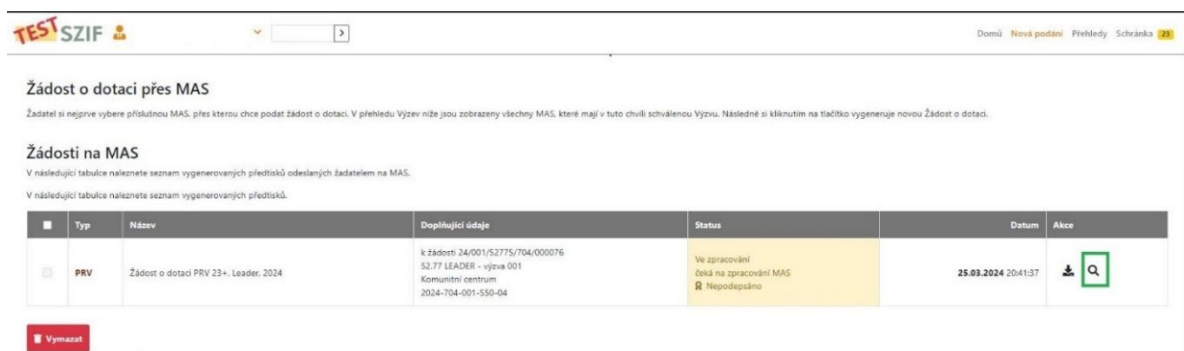 TEST SZIF
Domů Nová podání Přehledy Schránka 23
Žádost o dotaci přes MAS
Žadatel si nejprve vybere příslušnou MAS, přes kterou chce podat žádost o dotaci. V přehledu Výzev níže jsou zobrazeny všechny MAS, které mají v tuto chvíli schválenou Výzvu. Následně si kliknutím na tlačítko vygeneruje novou Žádost o dotaci.
Žádosti na MAS
V následující tabulce naleznete seznam vygenerovaných předtisků odeslaných žadatelem na MAS.
V následující tabulce naleznete seznam vygenerovaných předtisků.
Typ Název Doplňující údaje Status Datum Akce
k žádosti 24/001/52775/704/000076
52.77 LEADER - výzva 001
Komunitní centrum
2024-704-001-S50-04
PRV Žádost o dotaci PRV 23+, Leader, 2024
Ve zpracování
čeká na zpracování MAS
Nepodepsáno
25.03.2024 20:41:37
Vymazat